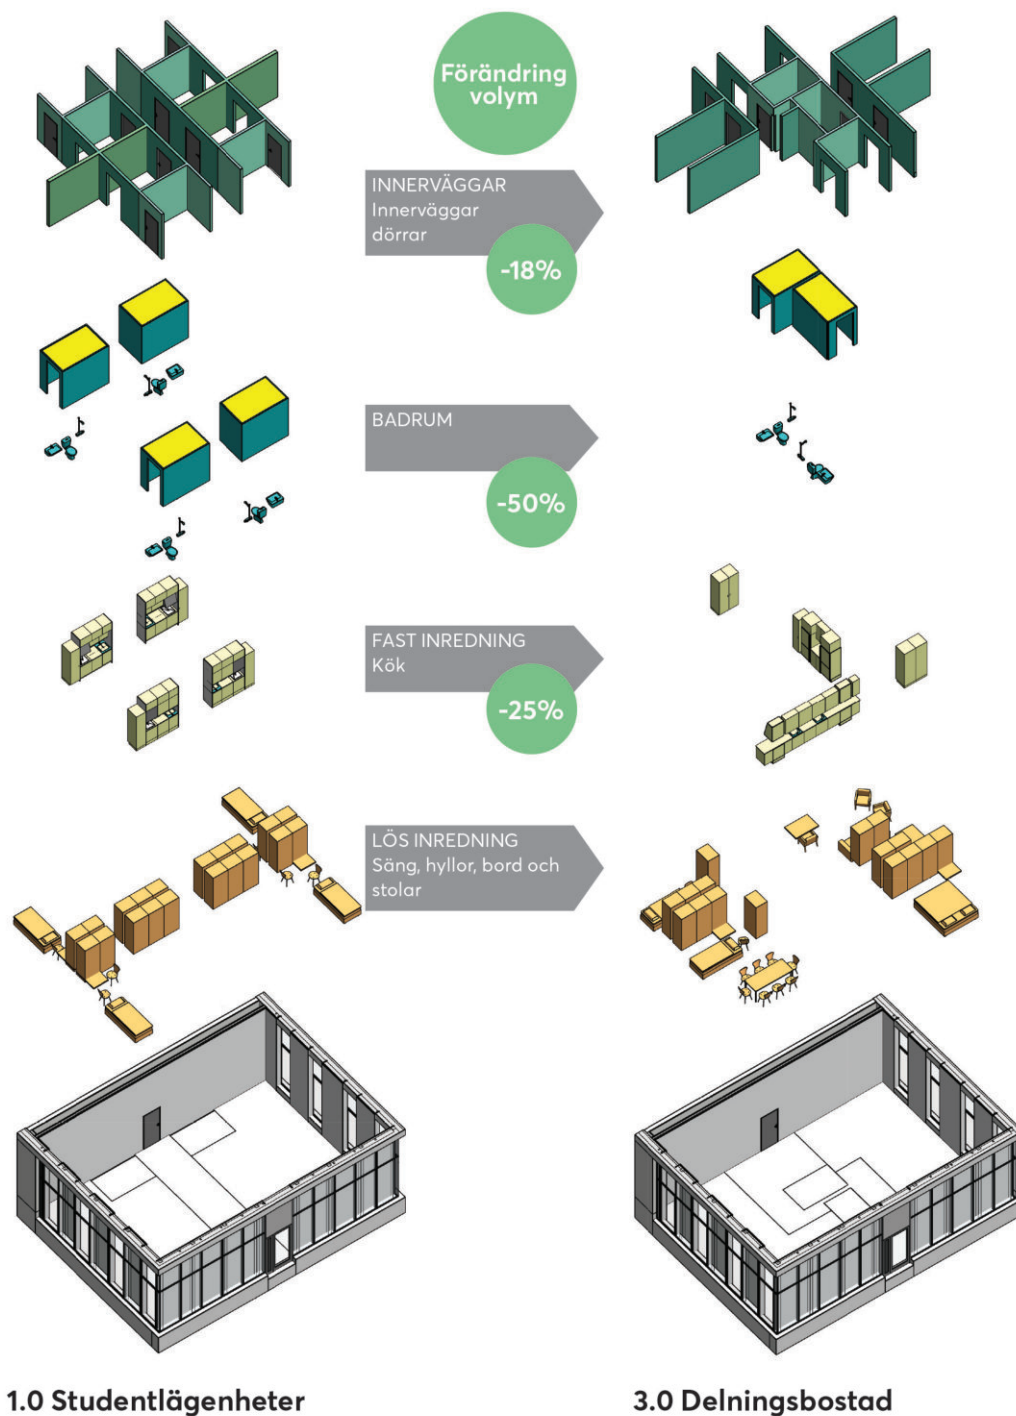 Förändring
volym
INNERVÄGGAR
Innerväggar
dörrar
-18%
BADRUM
-50%
FAST INREDNING
Kök
-25%
LÖS INREDNING
Säng, hyllor, bord och
stolar
1.0 Studentlägenheter
3.0 Delningsbostad